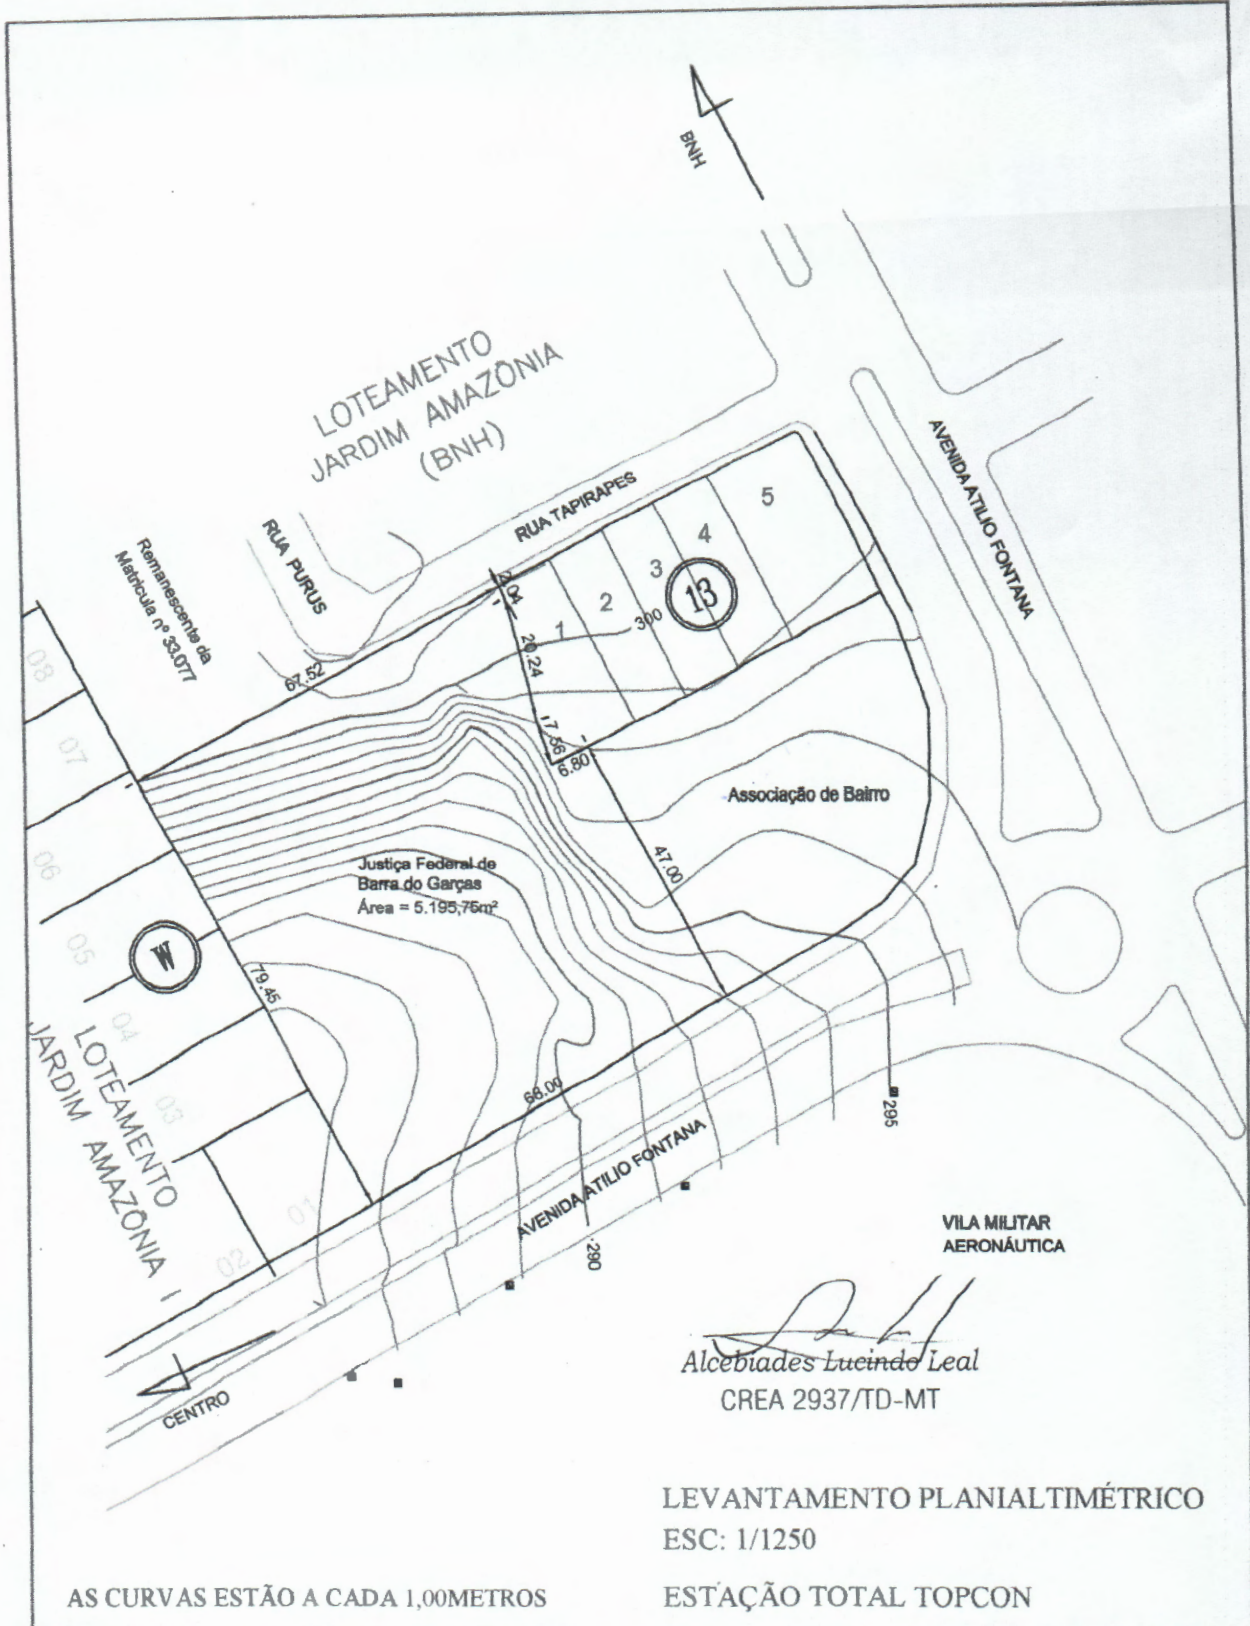 BNH
LOTEAMENTO
JARDIM AMAZÔNIA
(BNH)
AVENIDA ATILIO FONTANA
RUA TAPIRAPES
RUA PURUS
Remanescente da
Matricula nº 33.077
5
4
3
2
1
13
300
2.04
20.24
17.56
6.80
67.52
47.00
Associação de Bairro
Justiça Federal de
Barra do Garças
Área = 5.195,75m²
08
07
06
05
04
03
02
01
W
79.45
68.00
LOTEAMENTO
JARDIM AMAZÔNIA I
AVENIDA ATILIO FONTANA
295
290
VILA MILITAR
AERONÁUTICA
CENTRO
Alcebiades Lucindo Leal
CREA 2937/TD-MT
LEVANTAMENTO PLANIALTIMÉTRICO
ESC: 1/1250
AS CURVAS ESTÃO A CADA 1,00METROS
ESTAÇÃO TOTAL TOPCON